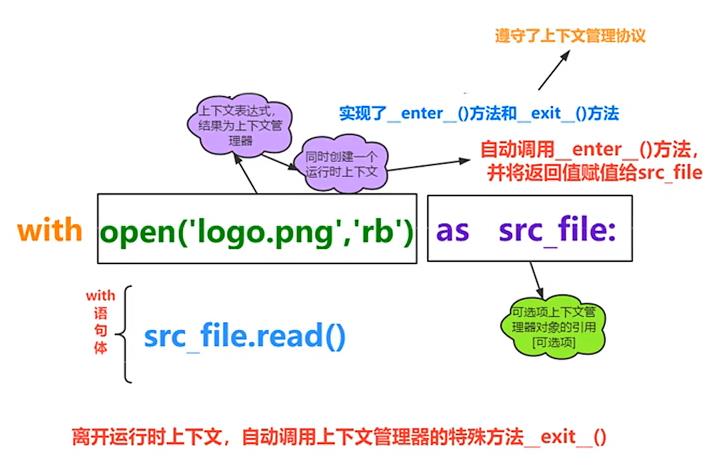 遵守了上下文管理协议
实现了__enter__()方法和__exit__()方法
上下文表达式,
结果为上下文管
理器
同时创建一个
运行时上下文
自动调用__enter__()方法,
并将返回值赋值给src_file
with open('logo.png','rb') as src_file:
with
语
句
体
src_file.read()
可选项上下文管
理器对象的引用
[可选项]
离开运行时上下文，自动调用上下文管理器的特殊方法__exit__()